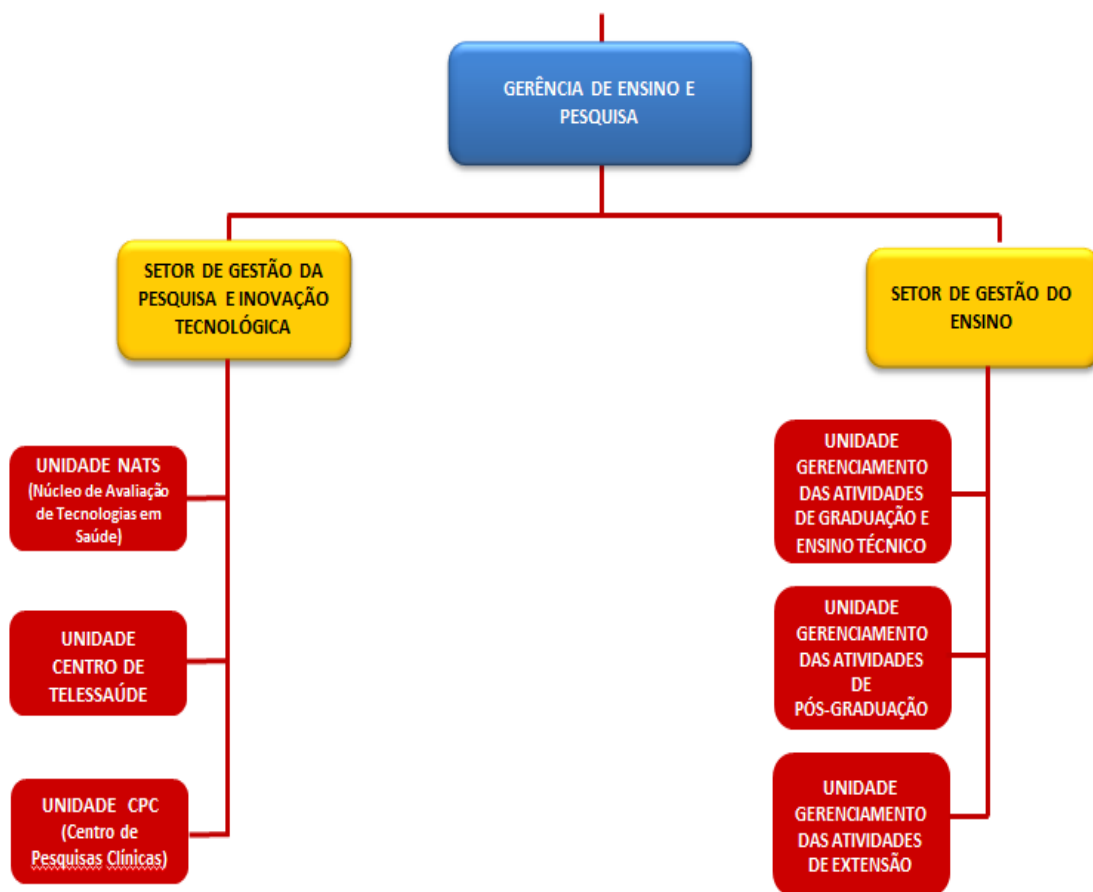 GERÊNCIA DE ENSINO E
PESQUISA
SETOR DE GESTÃO DA
PESQUISA E INOVAÇÃO
TECNOLÓGICA
UNIDADE NATS
(Núcleo de Avaliação
de Tecnologias em
Saúde)
UNIDADE
CENTRO DE
TELESSAÚDE
UNIDADE CPC
(Centro de
Pesquisas Clínicas)
SETOR DE GESTÃO DO
ENSINO
UNIDADE
GERENCIAMENTO
DAS ATIVIDADES
DE GRADUAÇÃO E
ENSINO TÉCNICO
UNIDADE
GERENCIAMENTO
DAS ATIVIDADES
DE
PÓS-GRADUAÇÃO
UNIDADE
GERENCIAMENTO
DAS ATIVIDADES
DE EXTENSÃO